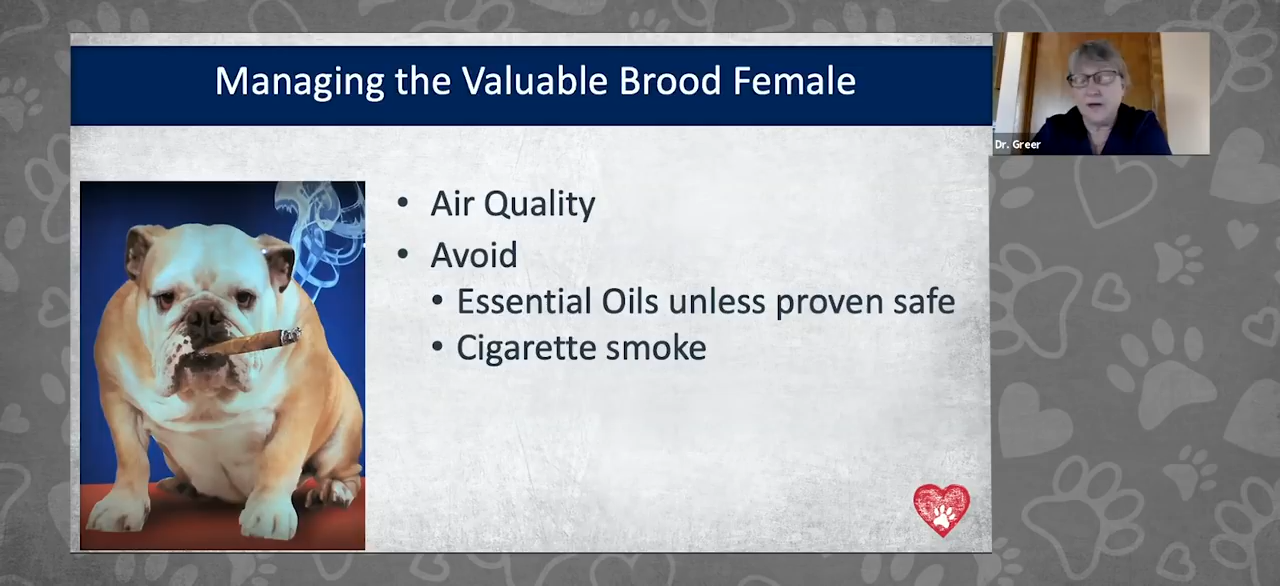 Managing the Valuable Brood Female
Dr. Greer
• Air Quality
• Avoid
• Essential Oils unless proven safe
• Cigarette smoke